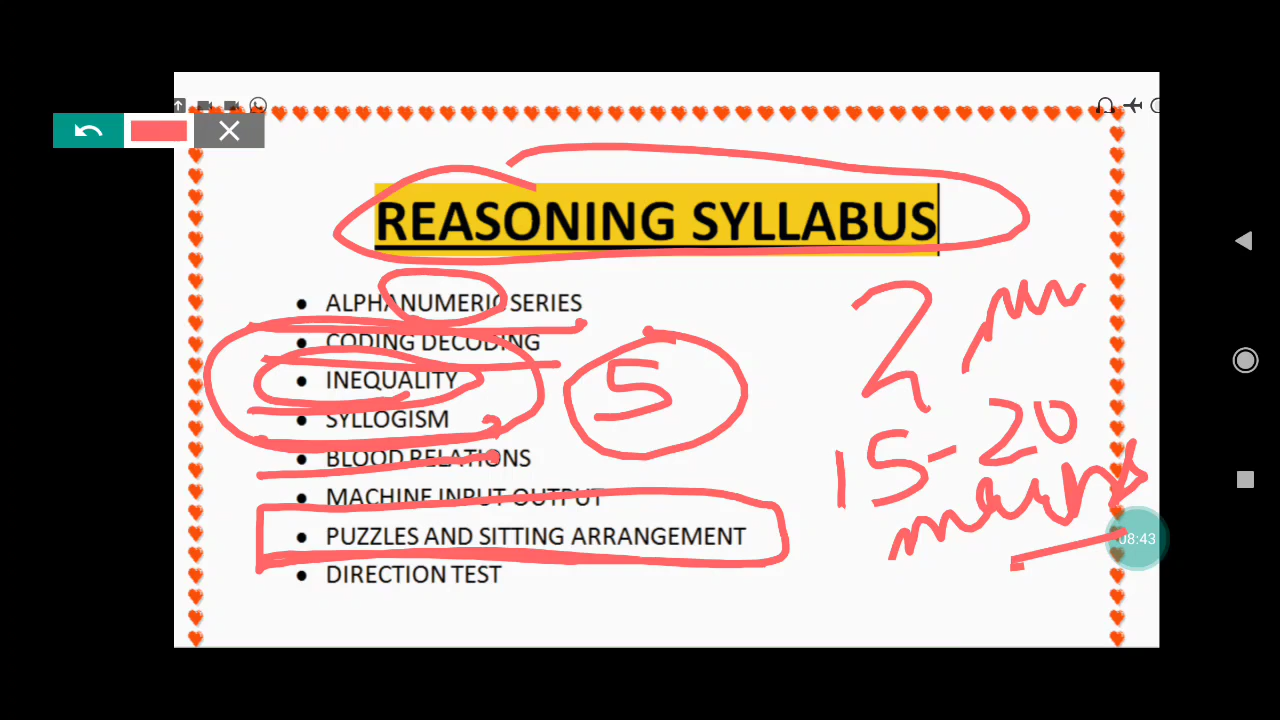 REASONING SYLLABUS
• ALPHANUMERIC SERIES
• CODING DECODING
• INEQUALITY
• SYLLOGISM
• BLOOD RELATIONS
• MACHINE INPUT OUTPUT
• PUZZLES AND SITTING ARRANGEMENT
• DIRECTION TEST
5
2
15-20
marks
08:43